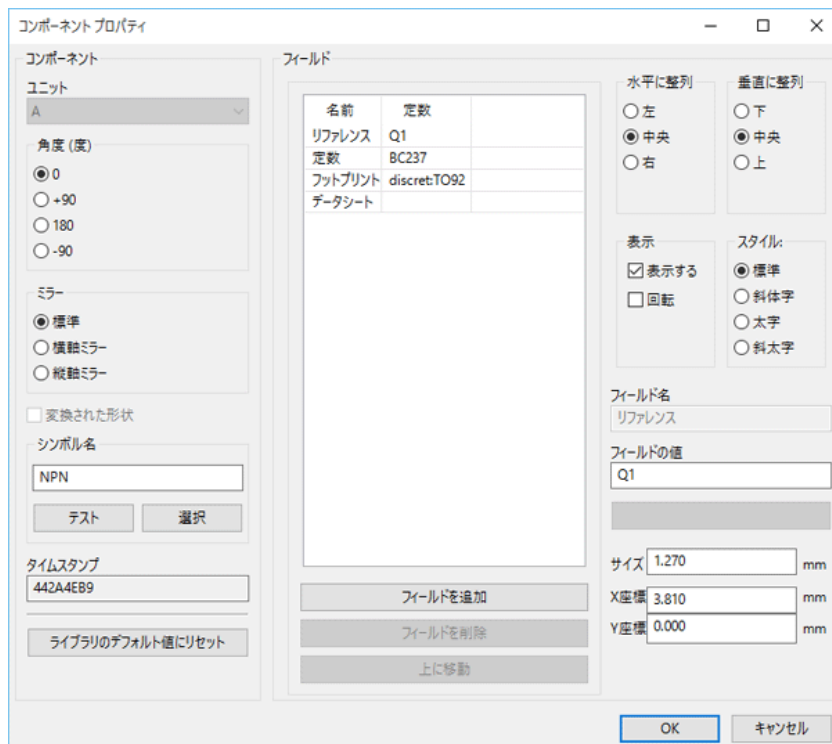 コンポーネント プロパティ
コンポーネント
ユニット
A
角度 (度)
0
+90
180
-90
ミラー
標準
横軸ミラー
縦軸ミラー
変換された形状
シンボル名
NPN
テスト
選択
タイムスタンプ
442A4EB9
ライブラリのデフォルト値にリセット
フィールド
名前 定数
リファレンス Q1
定数 BC237
フットプリント discret:TO92
データシート
フィールドを追加
フィールドを削除
上に移動
水平に整列
左
中央
右
垂直に整列
下
中央
上
表示
表示する
回転
スタイル:
標準
斜体字
太字
斜太字
フィールド名
リファレンス
フィールドの値
Q1
サイズ 1.270 mm
X座標 3.810 mm
Y座標 0.000 mm
OK
キャンセル